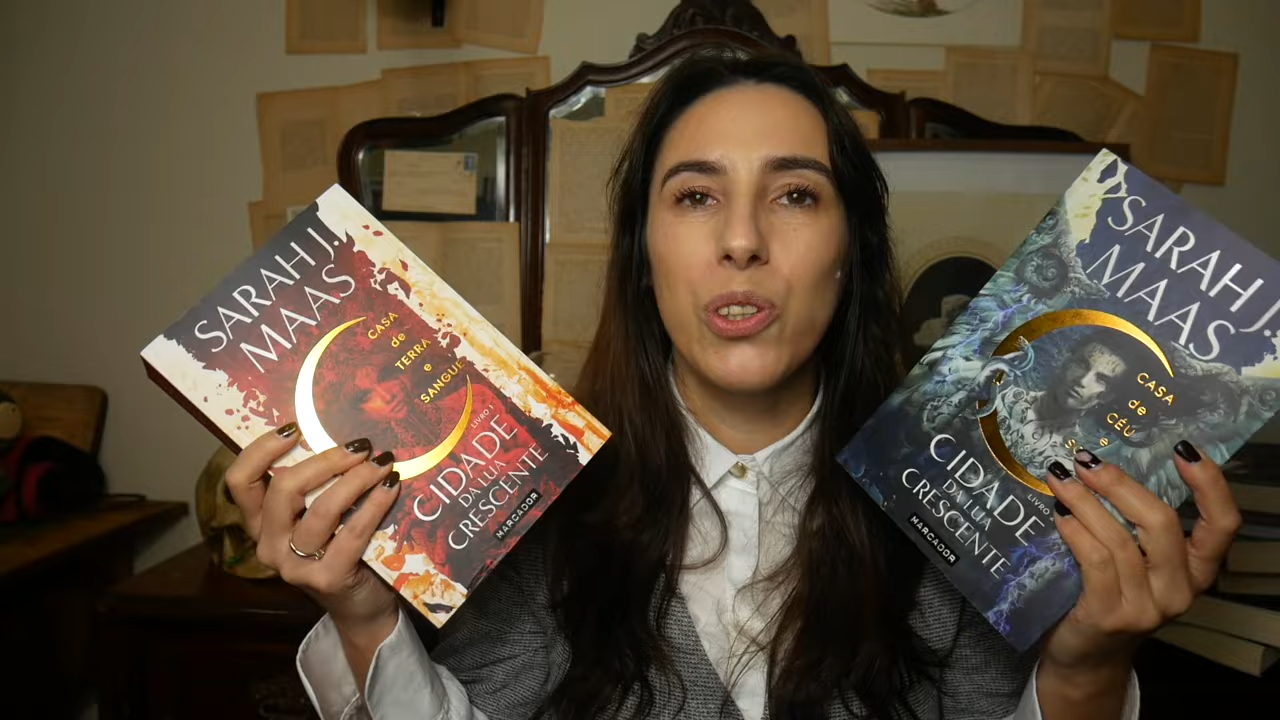 SARAH J.
MAAS
CASA
de
TERRA
e
SANGUE
LIVRO 1
CIDADE
DA LUA
CRESCENTE
MARCADOR
SARAH J.
MAAS
CASA
de
CÉU
e
LIVRO
CIDADE
DA LUA
CRESCENTE
MARCADOR